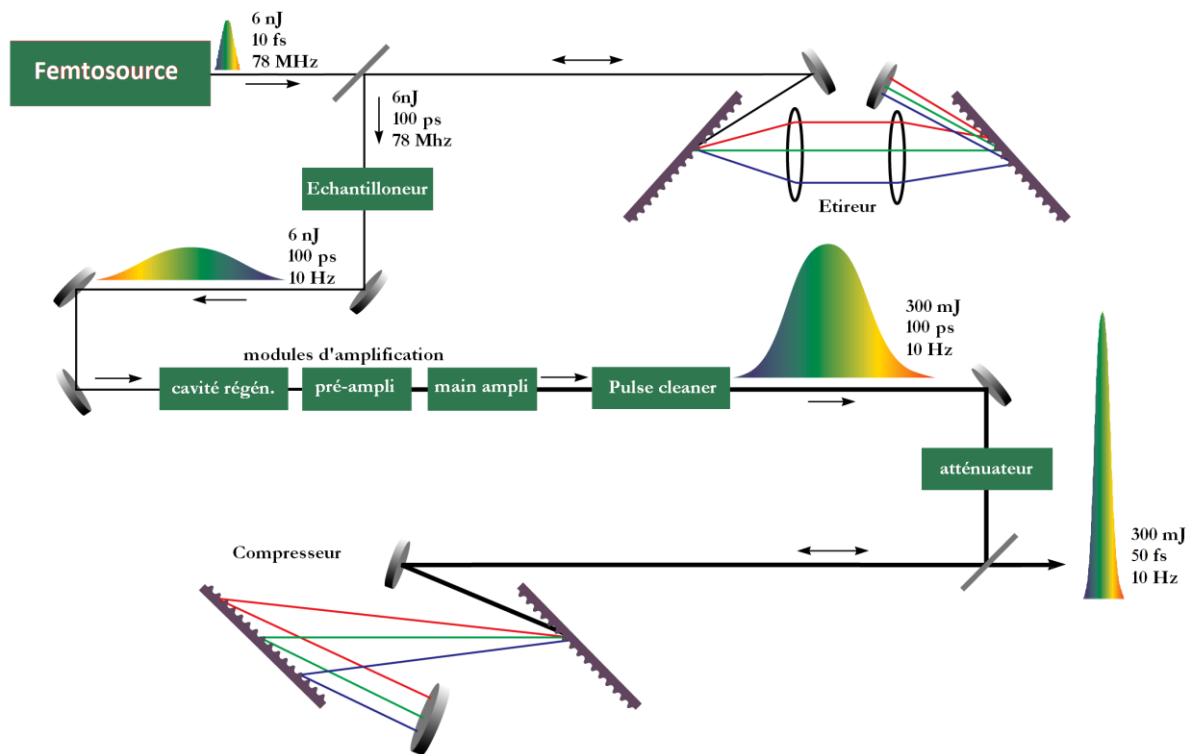 6 nJ
10 fs
78 MHz
Femtosource
6nJ
100 ps
78 Mhz
Echantilloneur
Etireur
6 nJ
100 ps
10 Hz
300 mJ
100 ps
10 Hz
modules d'amplification
cavité régén.
pré-ampli
main ampli
Pulse cleaner
atténuateur
Compresseur
300 mJ
50 fs
10 Hz